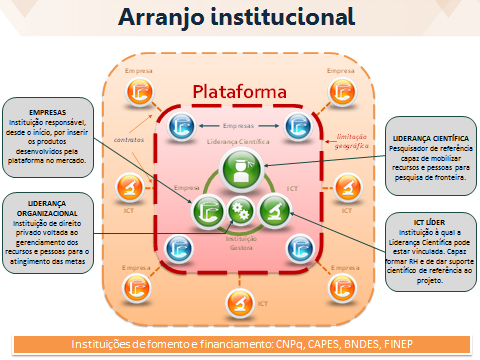 Arranjo institucional
Empresa
Empresa
Plataforma
EMPRESAS
Instituição responsável,
desde o início, por inserir
os produtos
desenvolvidos pela
plataforma no mercado.
contratos
Empresas
Liderança Científica
limitação
geográfica
LIDERANÇA CIENTÍFICA
Pesquisador de referência
capaz de mobilizar
recursos e pessoas para
pesquisa de fronteira.
Empresa
ICT
LIDERANÇA
ORGANIZACIONAL
Instituição de direito
privado voltada ao
gerenciamento dos
recursos e pessoas para o
atingimento das metas
ICT
ICT
Instituição
Gestora
ICT LÍDER
Instituição à qual a
Liderança Científica pode
estar vinculada. Capaz
formar RH e de dar suporte
científico de referência ao
projeto.
Empresa
Empresa
ICT
Instituições de fomento e financiamento: CNPq, CAPES, BNDES, FINEP